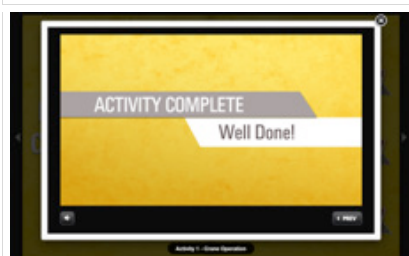 ACTIVITY COMPLETE
Well Done!
PREV
Activity 1 - Crane Operation